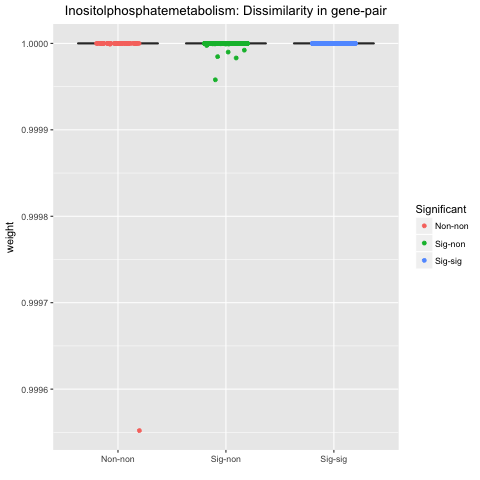 Inositolphosphatemetabolism: Dissimilarity in gene-pair
1.0000
0.9999
0.9998
0.9997
0.9996
weight
Non-non
Sig-non
Sig-sig
Significant
Non-non
Sig-non
Sig-sig